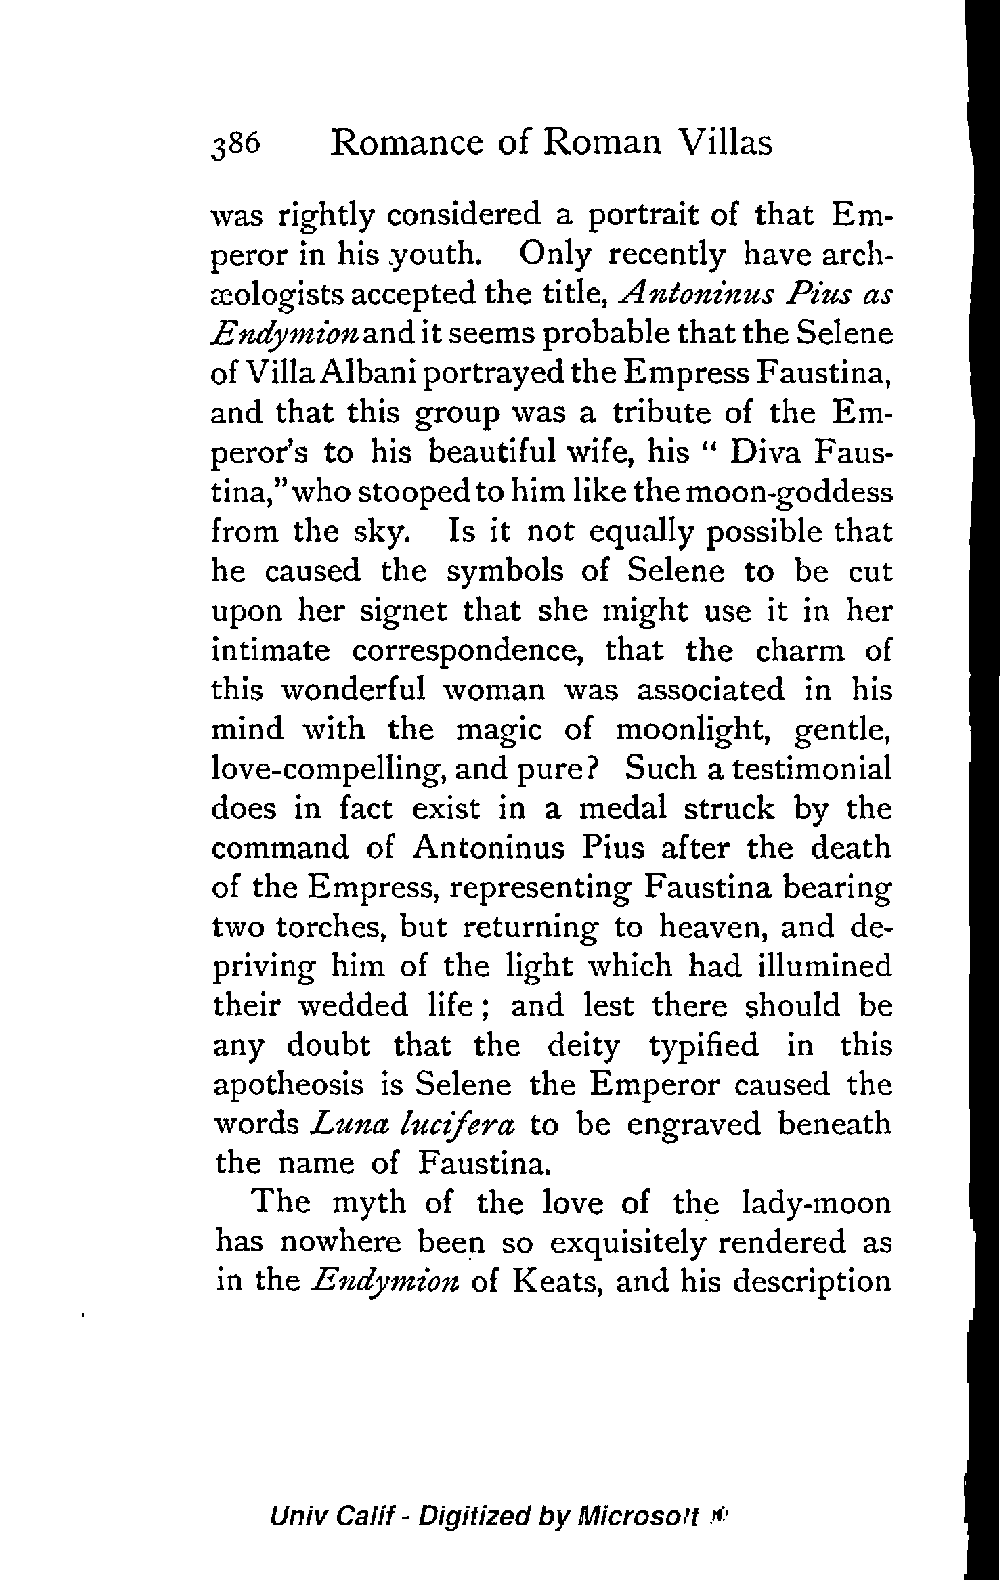 386 Romance of Roman Villas
was rightly considered a portrait of that Em-
peror in his youth. Only recently have arch-
æologists accepted the title, Antoninus Pius as
Endymion and it seems probable that the Selene
of Villa Albani portrayed the Empress Faustina,
and that this group was a tribute of the Em-
peror's to his beautiful wife, his " Diva Faus-
tina," who stooped to him like the moon-goddess
from the sky. Is it not equally possible that
he caused the symbols of Selene to be cut
upon her signet that she might use it in her
intimate correspondence, that the charm of
this wonderful woman was associated in his
mind with the magic of moonlight, gentle,
love-compelling, and pure? Such a testimonial
does in fact exist in a medal struck by the
command of Antoninus Pius after the death
of the Empress, representing Faustina bearing
two torches, but returning to heaven, and de-
priving him of the light which had illumined
their wedded life ; and lest there should be
any doubt that the deity typified in this
apotheosis is Selene the Emperor caused the
words Luna lucifera to be engraved beneath
the name of Faustina.
The myth of the love of the lady-moon
has nowhere been so exquisitely rendered as
in the Endymion of Keats, and his description
Univ Calif - Digitized by Microsoft ®